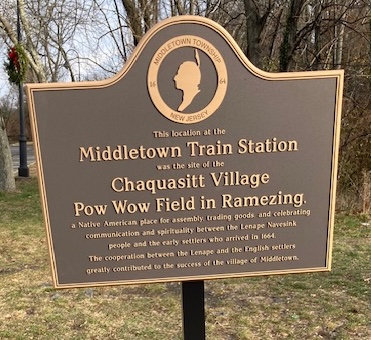 MIDDLETOWN TOWNSHIP
16 64
NEW JERSEY
This location at the
Middletown Train Station
was the site of the
Chaquasitt Village
Pow Wow Field in Ramezing,
a Native American place for assembly, trading goods, and celebrating
communication and spirituality between the Lenape Navesink
people and the early settlers who arrived in 1664.
The cooperation between the Lenape and the English settlers
greatly contributed to the success of the village of Middletown.